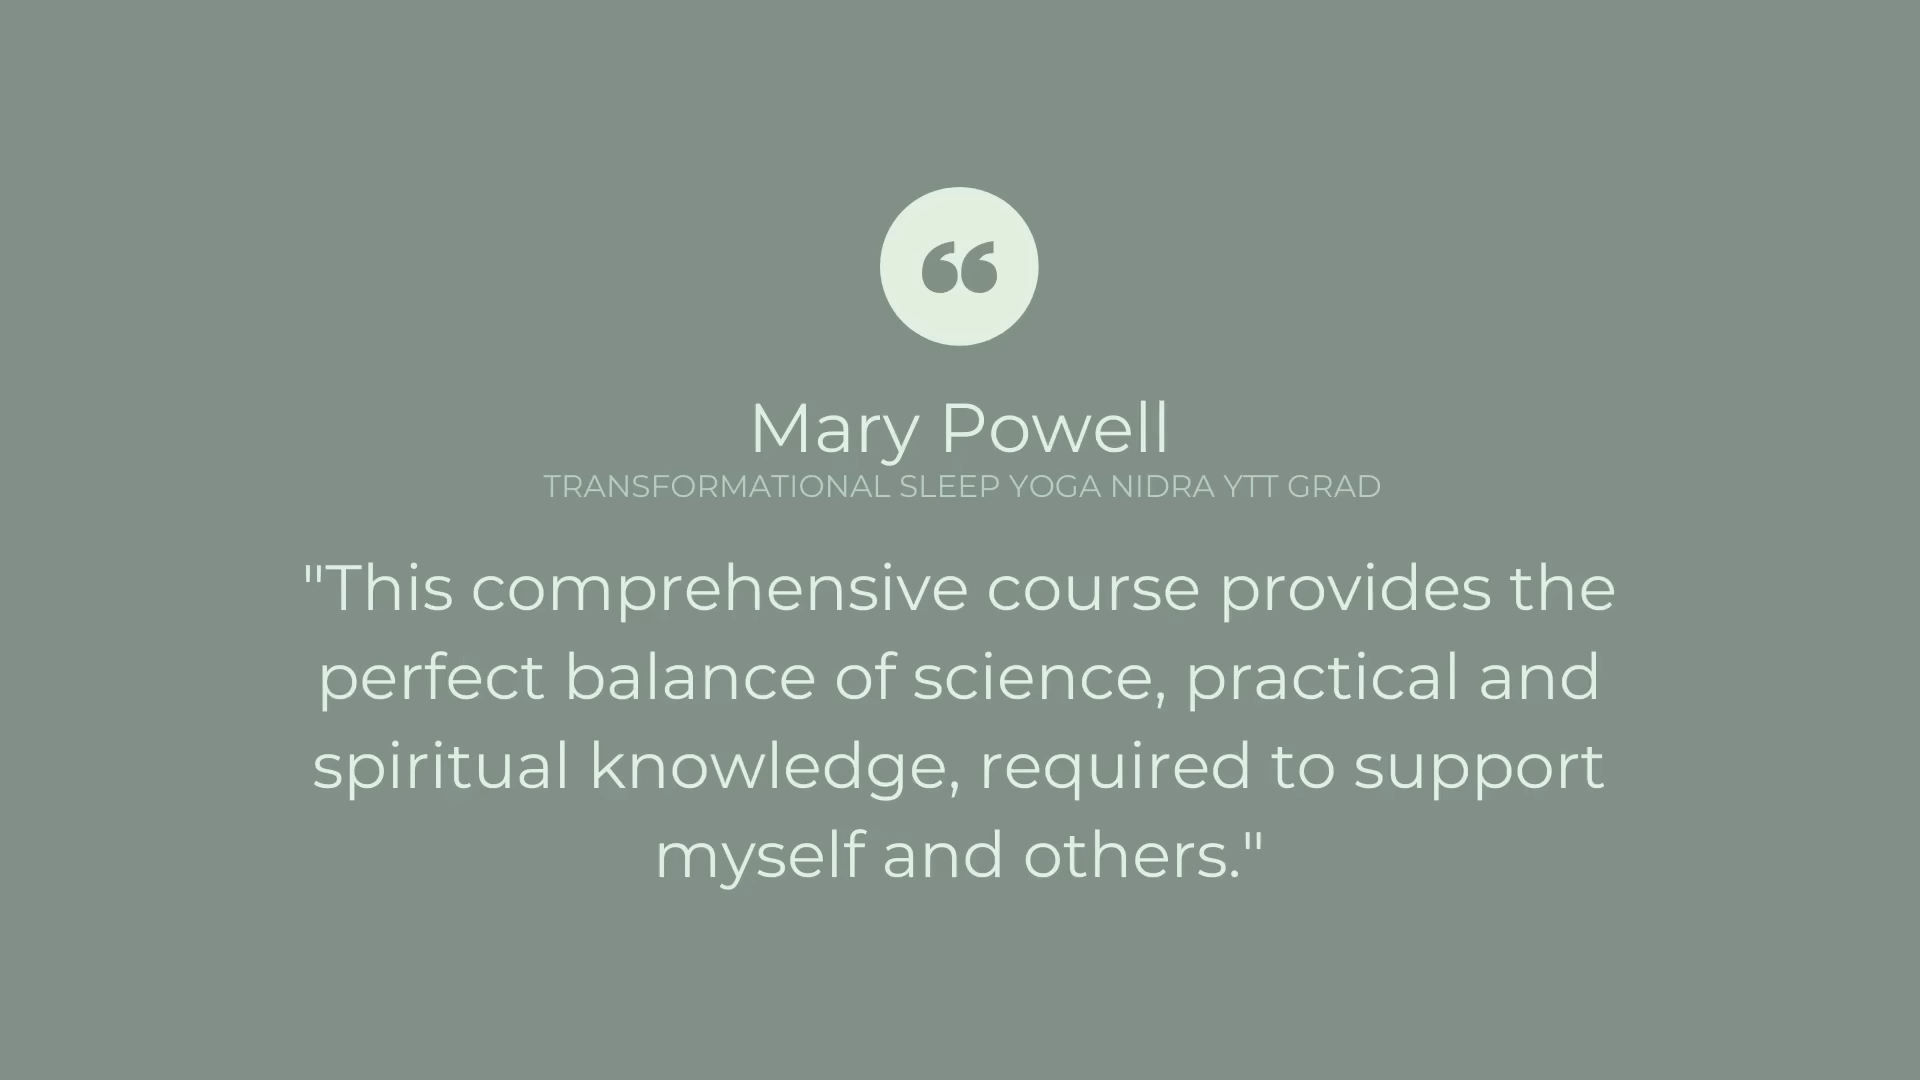 ❝
Mary Powell
TRANSFORMATIONAL SLEEP YOGA NIDRA YTT GRAD
"This comprehensive course provides the
perfect balance of science, practical and
spiritual knowledge, required to support
myself and others."